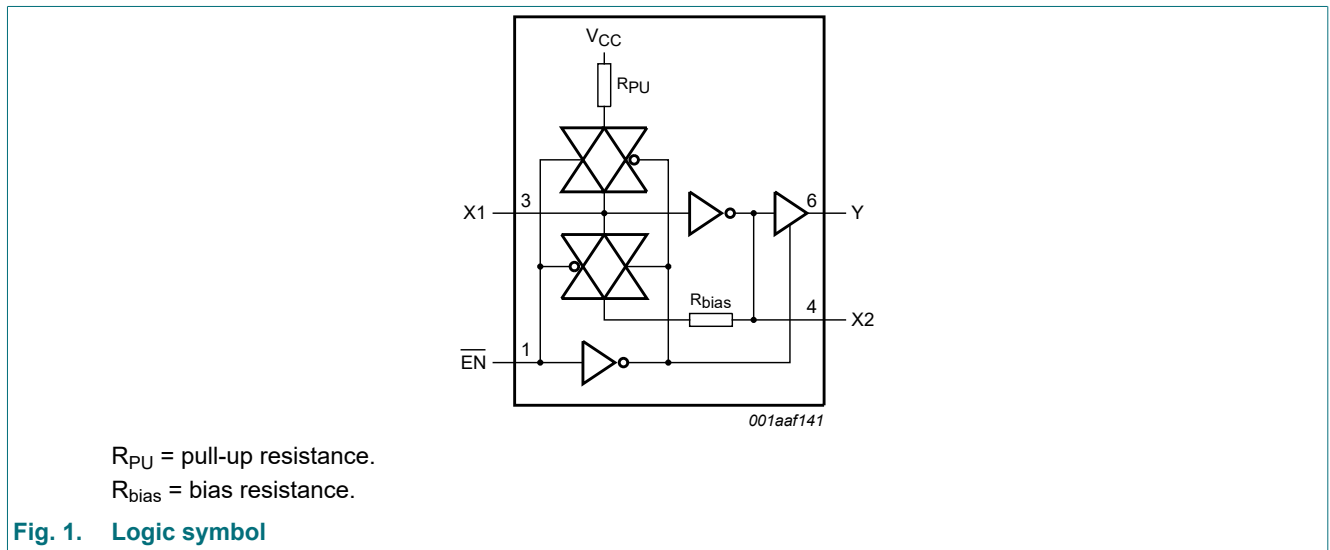 VCC
RPU
X1
3
6
Y
Rbias
4
X2
EN
1
001aaf141
RPU = pull-up resistance.
Rbias = bias resistance.
Fig. 1. Logic symbol